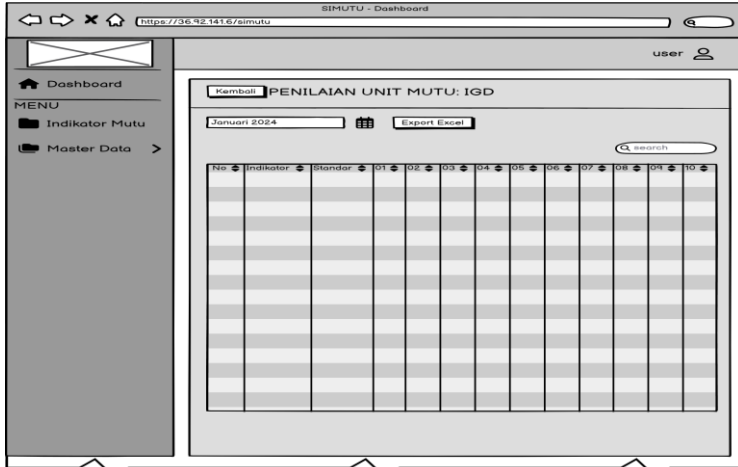 SIMUTU - Dashboard
https://36.92.141.6/simutu
user
Dashboard
MENU
Indikator Mutu
Master Data >
Kembali PENILAIAN UNIT MUTU: IGD
Januari 2024 Export Excel
search
No Indikator Standar 01 02 03 04 05 06 07 08 09 10